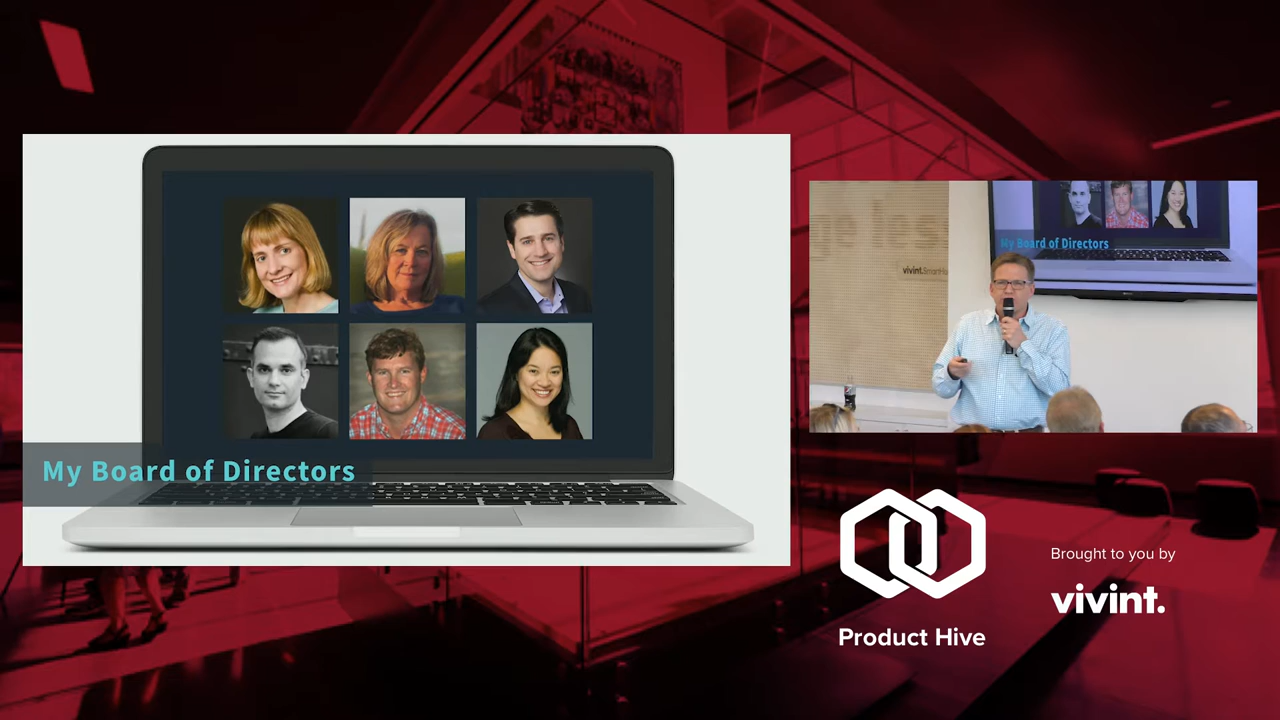 My Board of Directors
My Board of Directors
vivint.SmartHome
Product Hive
Brought to you by
vivint.